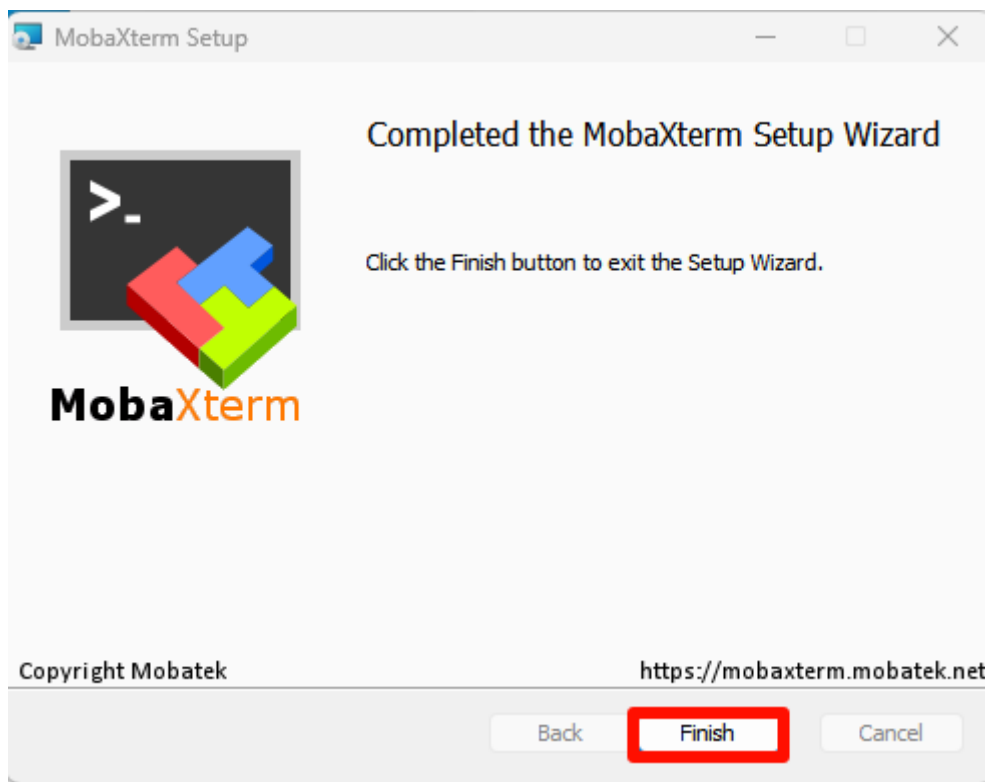 MobaXterm Setup
Completed the MobaXterm Setup Wizard
>_
Click the Finish button to exit the Setup Wizard.
MobaXterm
Copyright Mobatek
https://mobaxterm.mobatek.net
Back
Finish
Cancel